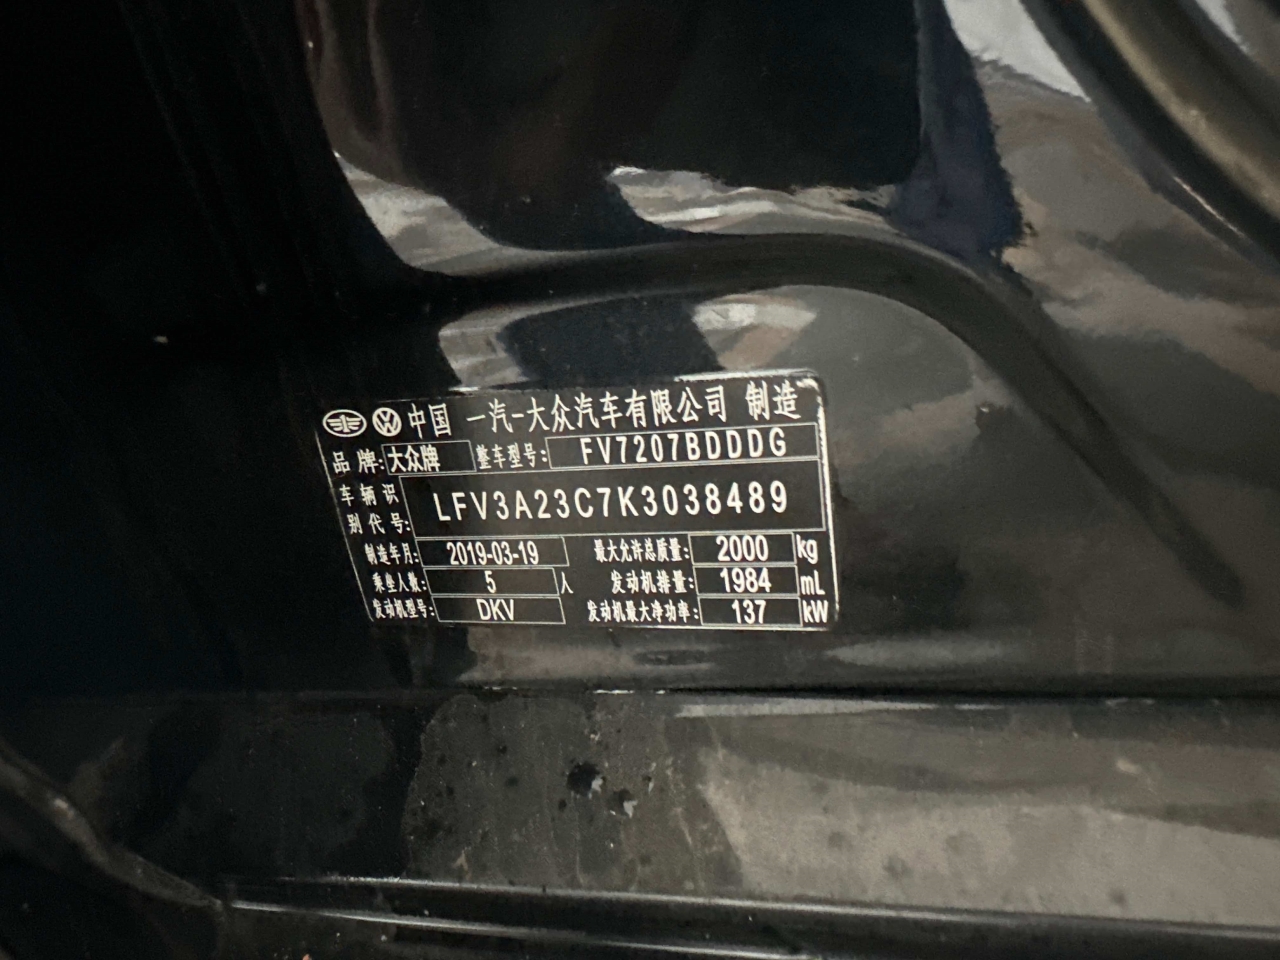 中国 一汽-大众汽车有限公司 制造
品牌: 大众牌 整车型号: FV7207BDDDG
车辆识别代号: LFV3A23C7K3038489
制造年月: 2019-03-19 最大允许总质量: 2000 kg
乘坐人数: 5 人 发动机排量: 1984 mL
发动机型号: DKV 发动机最大净功率: 137 kW